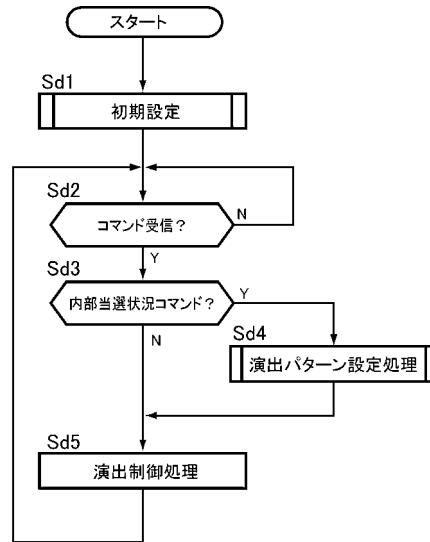 スタート
Sd1
初期設定
Sd2
コマンド受信?
N
Y
Sd3
内部当選状況コマンド?
Y
N
Sd4
演出パターン設定処理
Sd5
演出制御処理